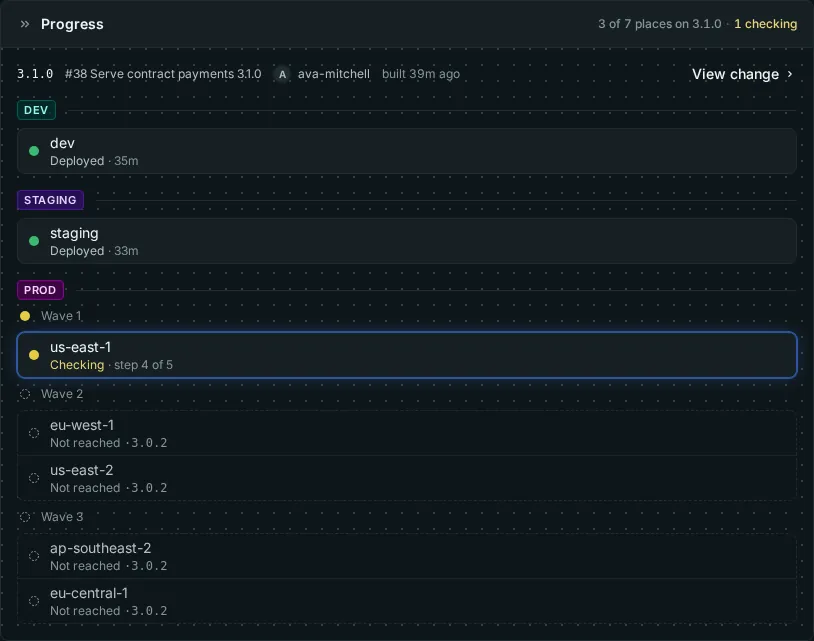 Progress
3 of 7 places on 3.1.0 · 1 checking
3.1.0 #38 Serve contract payments 3.1.0 A ava-mitchell built 39m ago
View change
DEV
dev
Deployed · 35m
STAGING
staging
Deployed · 33m
PROD
Wave 1
us-east-1
Checking · step 4 of 5
Wave 2
eu-west-1
Not reached · 3.0.2
us-east-2
Not reached · 3.0.2
Wave 3
ap-southeast-2
Not reached · 3.0.2
eu-central-1
Not reached · 3.0.2